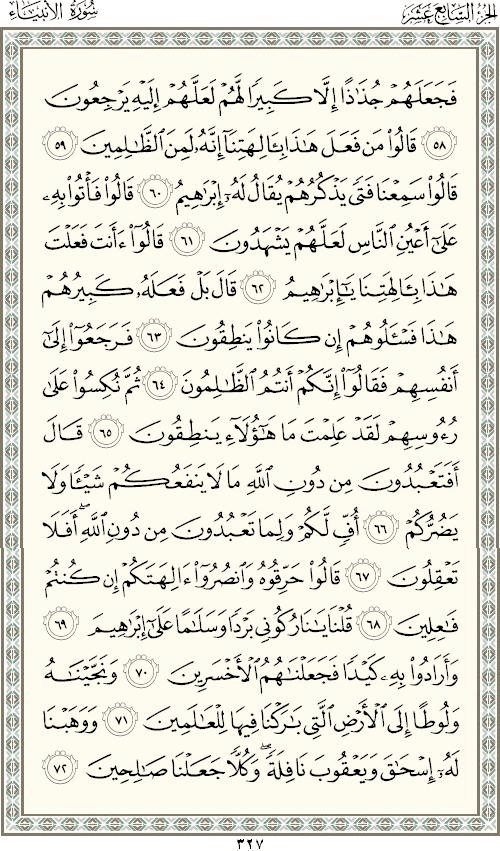 الجزء السابع عشر
سورة الأنبياء
فَجَعَلَهُمْ جُذَٰذًا إِلَّا كَبِيرًا لَّهُمْ لَعَلَّهُمْ إِلَيْهِ يَرْجِعُونَ
٥٨ قَالُوا۟ مَن فَعَلَ هَٰذَا بِـَٔالِهَتِنَآ إِنَّهُۥ لَمِنَ ٱلظَّٰلِمِينَ ٥٩
قَالُوا۟ سَمِعْنَا فَتًى يَذْكُرُهُمْ يُقَالُ لَهُۥٓ إِبْرَٰهِيمُ ٦٠ قَالُوا۟ فَأْتُوا۟ بِهِۦ
عَلَىٰٓ أَعْيُنِ ٱلنَّاسِ لَعَلَّهُمْ يَشْهَدُونَ ٦١ قَالُوٓا۟ ءَأَنتَ فَعَلْتَ
هَٰذَا بِـَٔالِهَتِنَا يَٰٓإِبْرَٰهِيمُ ٦٢ قَالَ بَلْ فَعَلَهُۥ كَبِيرُهُمْ
هَٰذَا فَسْـَٔلُوهُمْ إِن كَانُوا۟ يَنطِقُونَ ٦٣ فَرَجَعُوٓا۟ إِلَىٰٓ
أَنفُسِهِمْ فَقَالُوٓا۟ إِنَّكُمْ أَنتُمُ ٱلظَّٰلِمُونَ ٦٤ ثُمَّ نُكِسُوا۟ عَلَىٰ
رُءُوسِهِمْ لَقَدْ عَلِمْتَ مَا هَٰٓؤُلَآءِ يَنطِقُونَ ٦٥ قَالَ
أَفَتَعْبُدُونَ مِن دُونِ ٱللَّهِ مَا لَا يَنفَعُكُمْ شَيْـًٔا وَلَا
يَضُرُّكُمْ ٦٦ أُفٍّ لَّكُمْ وَلِمَا تَعْبُدُونَ مِن دُونِ ٱللَّهِ ۖ أَفَلَا
تَعْقِلُونَ ٦٧ قَالُوا۟ حَرِّقُوهُ وَٱنصُرُوٓا۟ ءَالِهَتَكُمْ إِن كُنتُمْ
فَٰعِلِينَ ٦٨ قُلْنَا يَٰنَارُ كُونِى بَرْدًا وَسَلَٰمًا عَلَىٰٓ إِبْرَٰهِيمَ ٦٩
وَأَرَادُوا۟ بِهِۦ كَيْدًا فَجَعَلْنَٰهُمُ ٱلْأَخْسَرِينَ ٧٠ وَنَجَّيْنَٰهُ
وَلُوطًا إِلَى ٱلْأَرْضِ ٱلَّتِى بَٰرَكْنَا فِيهَا لِلْعَٰلَمِينَ ٧١ وَوَهَبْنَا
لَهُۥٓ إِسْحَٰقَ وَيَعْقُوبَ نَافِلَةً ۖ وَكُلًّا جَعَلْنَا صَٰلِحِينَ ٧٢
٣٢٧